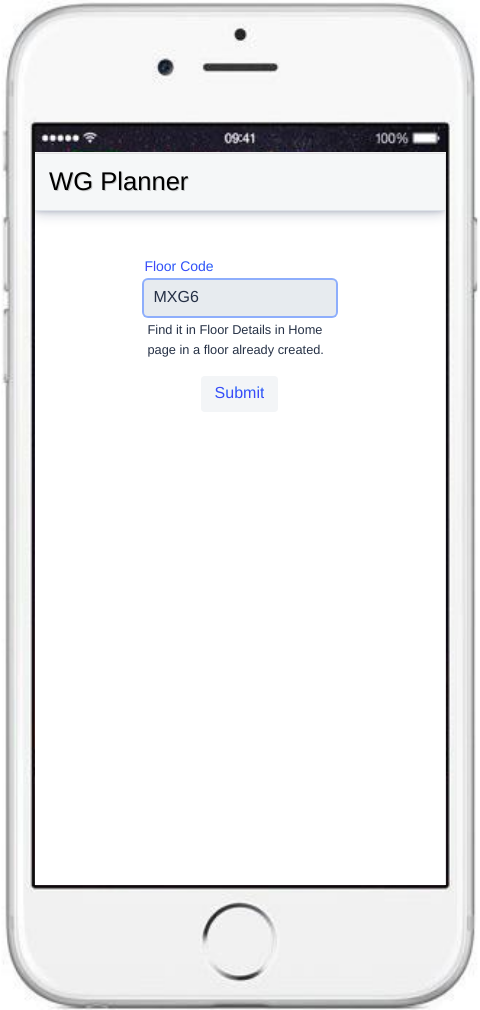 09:41
100%
WG Planner
Floor Code
MXG6
Find it in Floor Details in Home
page in a floor already created.
Submit